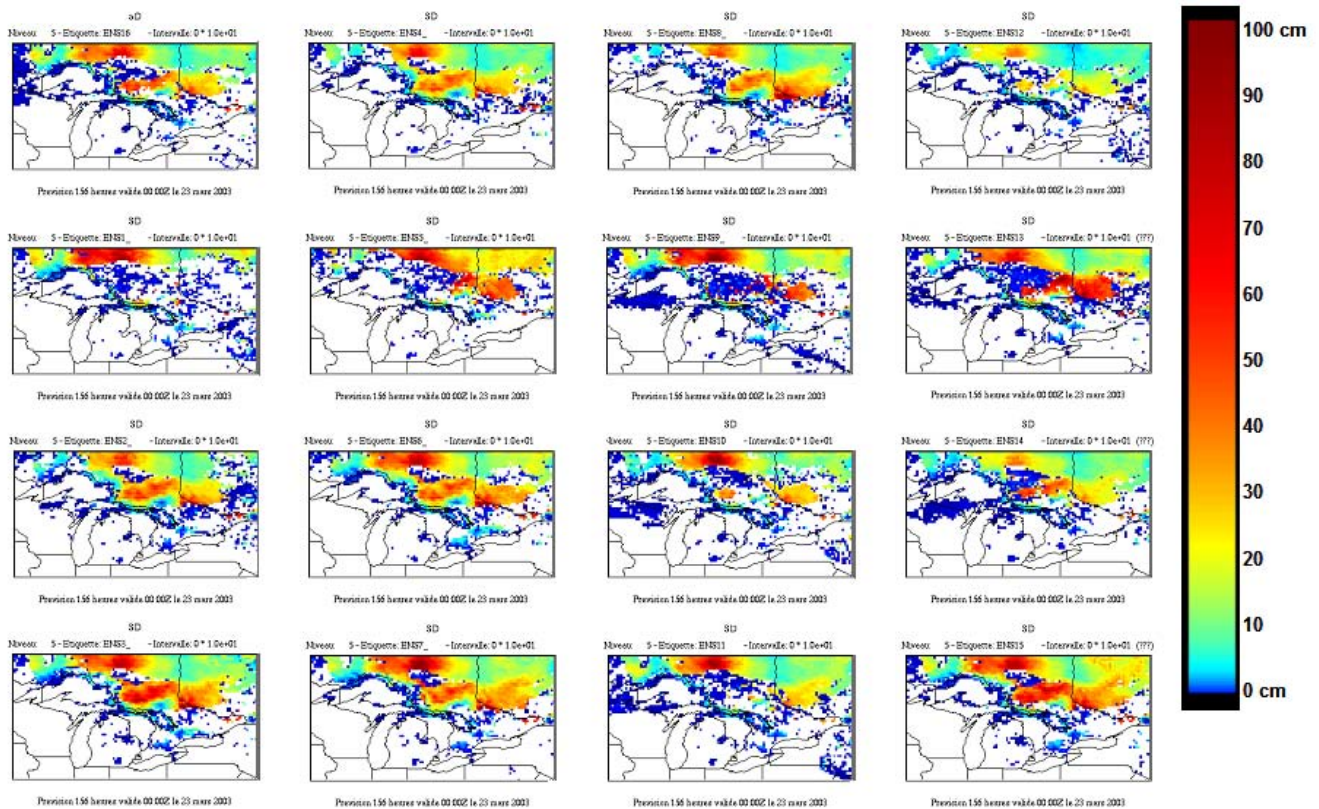 SD SD SD SD
Niveau: 5 - Etiquette: ENS16 - Intervalle: 0 * 1.0e+01
Niveau: 5 - Etiquette: ENS4_ - Intervalle: 0 * 1.0e+01
Niveau: 5 - Etiquette: ENS8_ - Intervalle: 0 * 1.0e+01
Niveau: 5 - Etiquette: ENS12 - Intervalle: 0 * 1.0e+01
Prevision 156 heures valide 00:00Z le 23 mars 2003
Prevision 156 heures valide 00:00Z le 23 mars 2003
Prevision 156 heures valide 00:00Z le 23 mars 2003
Prevision 156 heures valide 00:00Z le 23 mars 2003
SD SD SD SD
Niveau: 5 - Etiquette: ENS1_ - Intervalle: 0 * 1.0e+01
Niveau: 5 - Etiquette: ENS5_ - Intervalle: 0 * 1.0e+01
Niveau: 5 - Etiquette: ENS9_ - Intervalle: 0 * 1.0e+01
Niveau: 5 - Etiquette: ENS13 - Intervalle: 0 * 1.0e+01 (???)
Prevision 156 heures valide 00:00Z le 23 mars 2003
Prevision 156 heures valide 00:00Z le 23 mars 2003
Prevision 156 heures valide 00:00Z le 23 mars 2003
Prevision 156 heures valide 00:00Z le 23 mars 2003
SD SD SD SD
Niveau: 5 - Etiquette: ENS2_ - Intervalle: 0 * 1.0e+01
Niveau: 5 - Etiquette: ENS6_ - Intervalle: 0 * 1.0e+01
Niveau: 5 - Etiquette: ENS10 - Intervalle: 0 * 1.0e+01
Niveau: 5 - Etiquette: ENS14 - Intervalle: 0 * 1.0e+01 (???)
Prevision 156 heures valide 00:00Z le 23 mars 2003
Prevision 156 heures valide 00:00Z le 23 mars 2003
Prevision 156 heures valide 00:00Z le 23 mars 2003
Prevision 156 heures valide 00:00Z le 23 mars 2003
SD SD SD SD
Niveau: 5 - Etiquette: ENS3_ - Intervalle: 0 * 1.0e+01
Niveau: 5 - Etiquette: ENS7_ - Intervalle: 0 * 1.0e+01
Niveau: 5 - Etiquette: ENS11 - Intervalle: 0 * 1.0e+01
Niveau: 5 - Etiquette: ENS15 - Intervalle: 0 * 1.0e+01 (???)
Prevision 156 heures valide 00:00Z le 23 mars 2003
Prevision 156 heures valide 00:00Z le 23 mars 2003
Prevision 156 heures valide 00:00Z le 23 mars 2003
Prevision 156 heures valide 00:00Z le 23 mars 2003
100 cm
90
80
70
60
50
40
30
20
10
0 cm